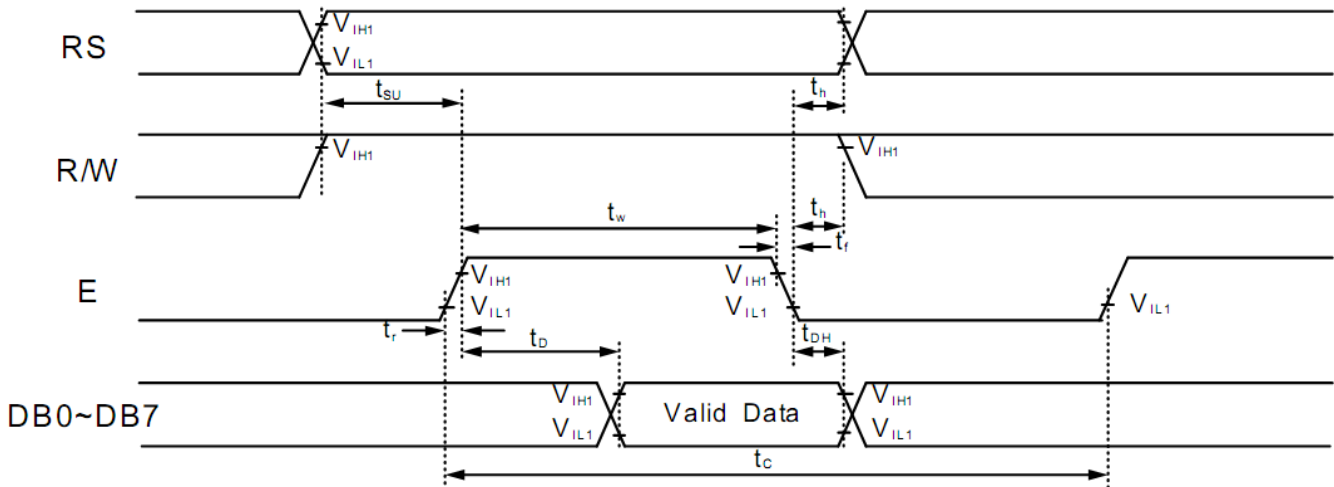 RS
VIH1
VIL1
tSU
th
R/W
VIH1
VIH1
tw
th
tf
E
VIH1
VIL1
VIH1
VIL1
VIL1
tr
tD
tDH
DB0~DB7
VIH1
VIL1
Valid Data
VIH1
VIL1
tC